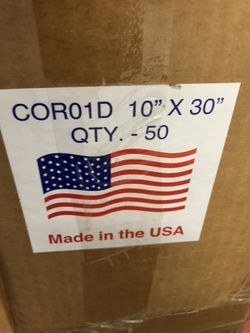 COR01D 10" X 30"
QTY. - 50
Made in the USA